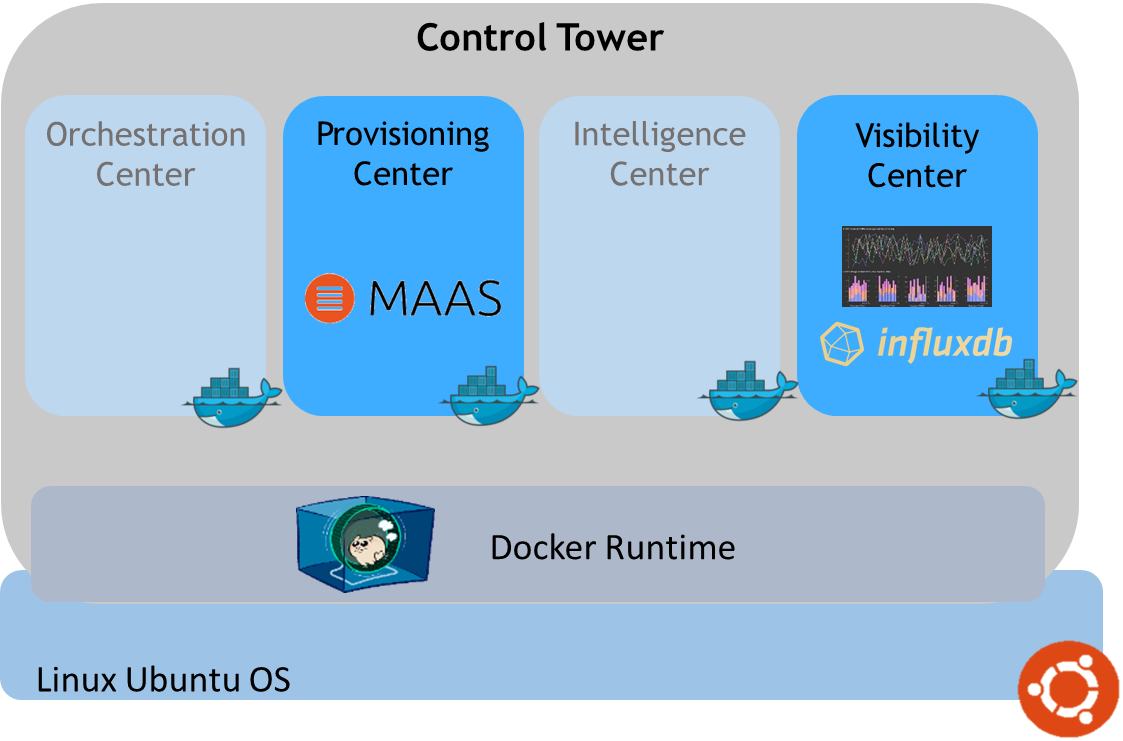 Control Tower
Orchestration
Center
Provisioning
Center
MAAS
Intelligence
Center
Visibility
Center
influxdb
Docker Runtime
Linux Ubuntu OS